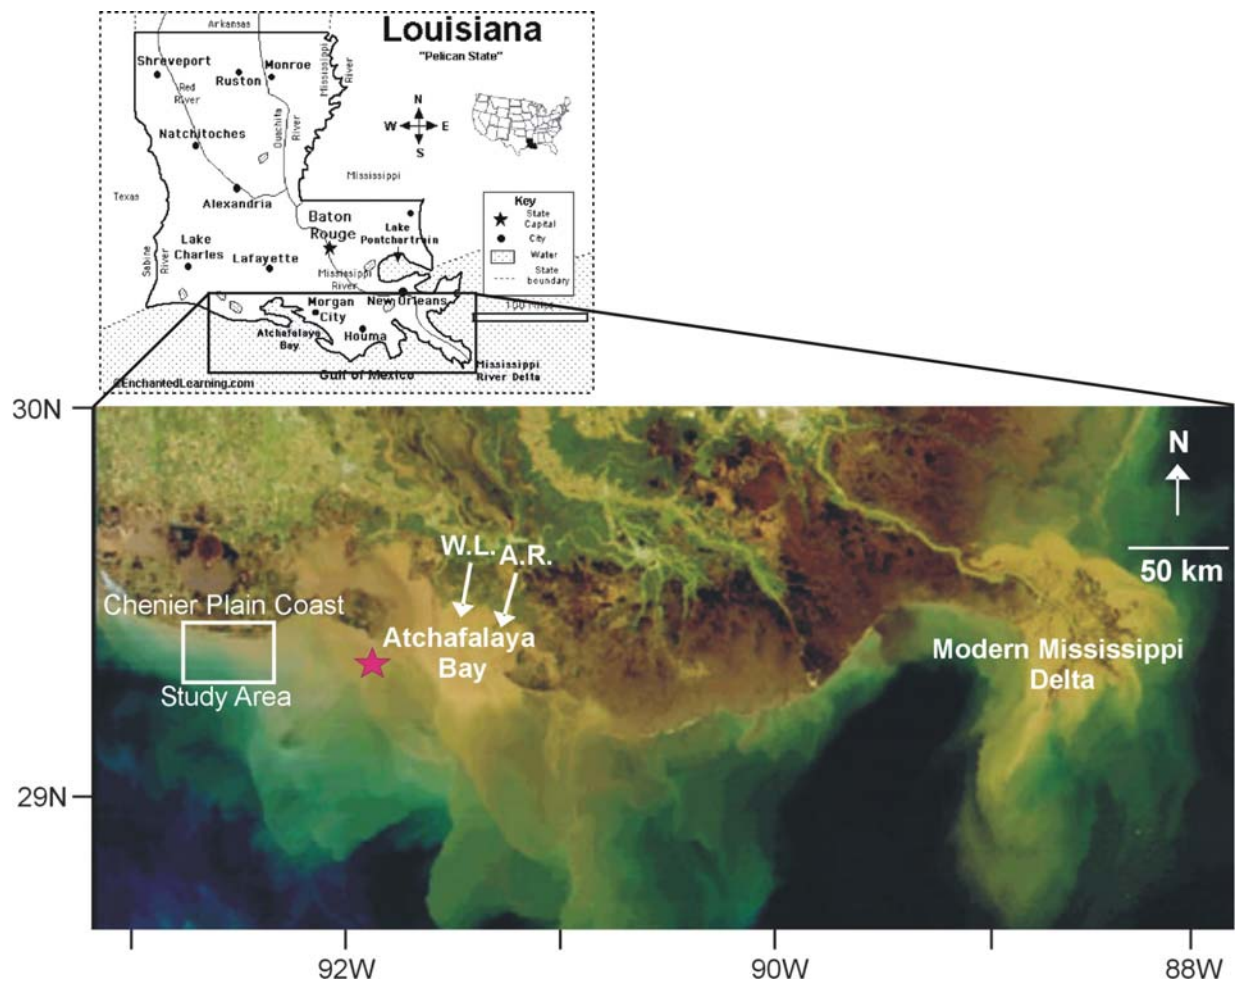 Arkansas
Louisiana
"Pelican State"
Shreveport
Monroe
Ruston
Red
River
Mississippi
River
Ouachita
River
Natchitoches
N
W E
S
Mississippi
Texas
Alexandria
Baton
Rouge
Lake
Pontchartrain
Key
State
Capital
City
Water
State
boundary
Sabine
River
Lake
Charles
Lafayette
Mississippi
River
New Orleans
Morgan
City
Atchafalaya
Bay
Houma
Mississippi
River Delta
Gulf of Mexico
©EnchantedLearning.com
30N
N
50 km
W.L.
A.R.
Chenier Plain Coast
Study Area
Atchafalaya
Bay
Modern Mississippi
Delta
29N
92W
90W
88W